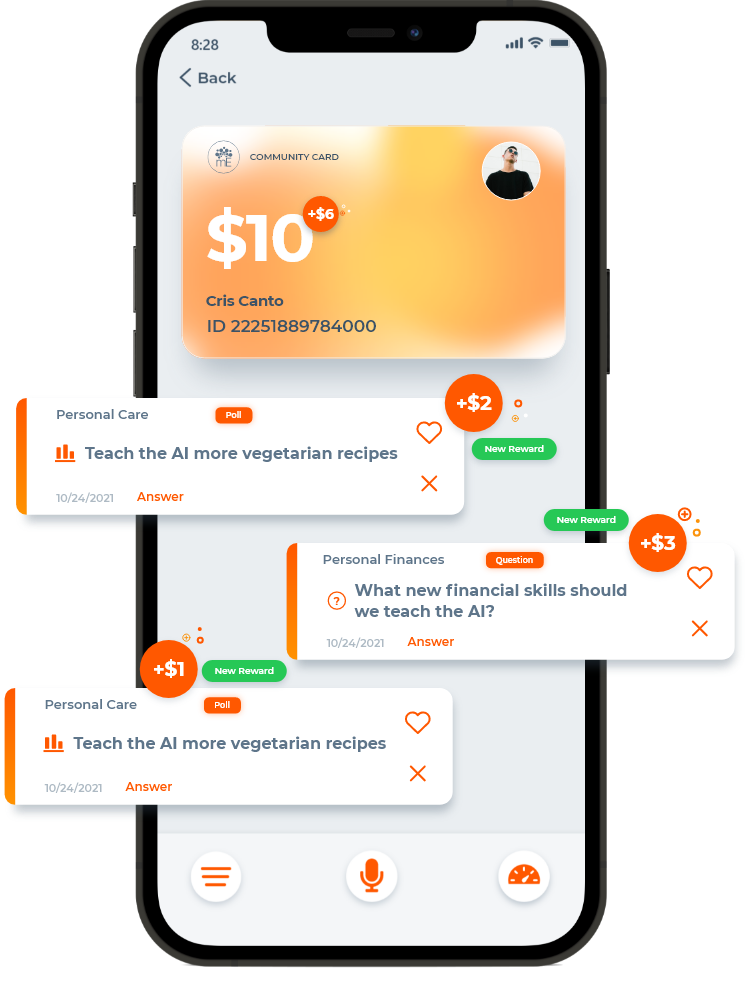 8:28
Back
mE
COMMUNITY CARD
$10
+$6
Cris Canto
ID 22251889784000
+$2
Personal Care
Poll
New Reward
Teach the AI more vegetarian recipes
10/24/2021
Answer
New Reward
+$3
Personal Finances
Question
?
What new financial skills should
we teach the AI?
10/24/2021
Answer
+$1
New Reward
Personal Care
Poll
Teach the AI more vegetarian recipes
10/24/2021
Answer